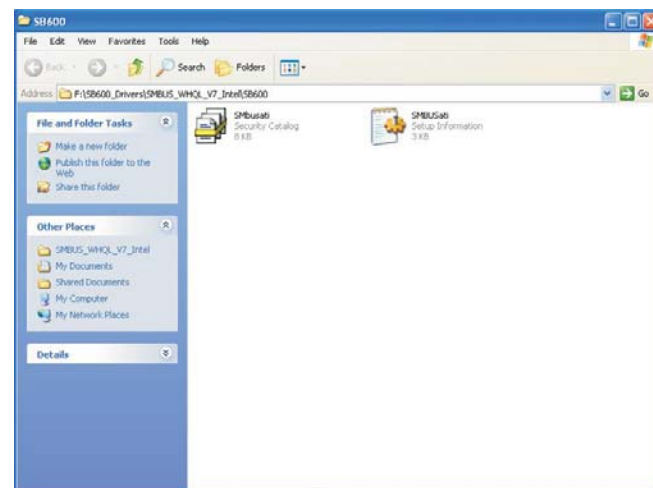 SB600
File Edit View Favorites Tools Help
Back Search Folders
Address F:\SB600_Drivers\SMBUS_WHQL_V7_Intel\SB600 Go
File and Folder Tasks
Make a new folder
Publish this folder to the
Web
Share this folder
Other Places
SMBUS_WHQL_V7_Intel
My Documents
Shared Documents
My Computer
My Network Places
Details
SMbusati
Security Catalog
8 KB
SMBUSati
Setup Information
3 KB